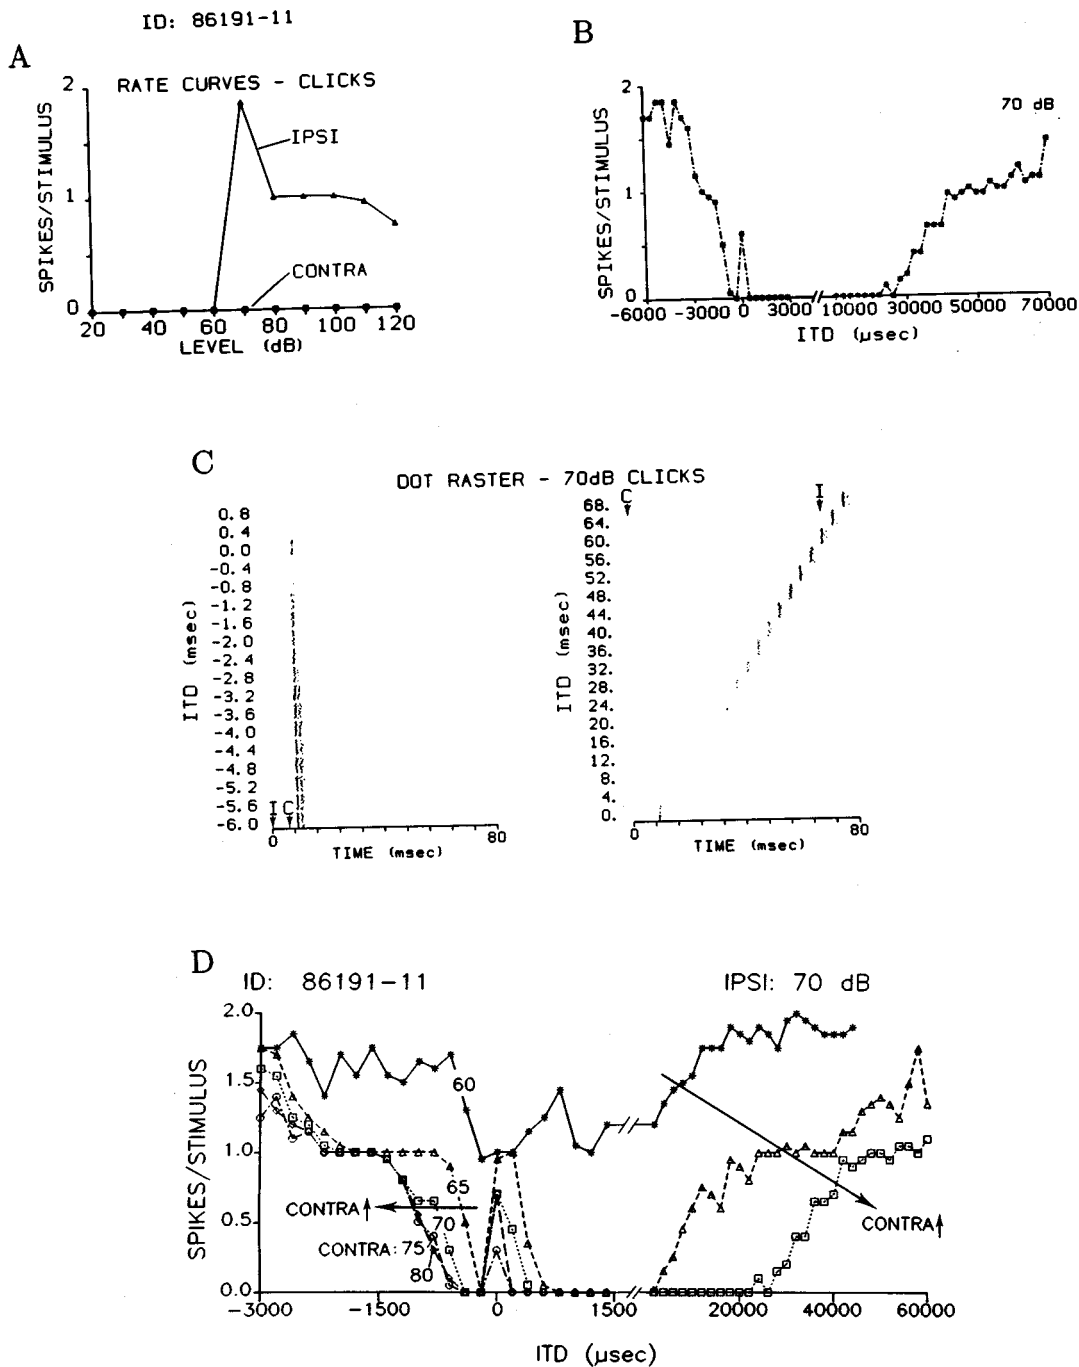 ID: 86191-11
A
RATE CURVES - CLICKS
SPIKES/STIMULUS
2
1
0
IPSI
CONTRA
20 40 60 80 100 120
LEVEL (dB)
B
70 dB
SPIKES/STIMULUS
2
1
0
-6000 -3000 0 3000 10000 30000 50000 70000
ITD (µsec)
C
DOT RASTER - 70dB CLICKS
ITD (msec)
0.8
0.4
0.0
-0.4
-0.8
-1.2
-1.6
-2.0
-2.4
-2.8
-3.2
-3.6
-4.0
-4.4
-4.8
-5.2
-5.6
-6.0
I C
0 80
TIME (msec)
C I
ITD (msec)
68.
64.
60.
56.
52.
48.
44.
40.
36.
32.
28.
24.
20.
16.
12.
8.
4.
0.
0 80
TIME (msec)
D
ID: 86191-11
IPSI: 70 dB
SPIKES/STIMULUS
2.0
1.5
1.0
0.5
0.0
60
65
CONTRA
70
CONTRA: 75
80
CONTRA
-3000 -1500 0 1500 20000 40000 60000
ITD (µsec)